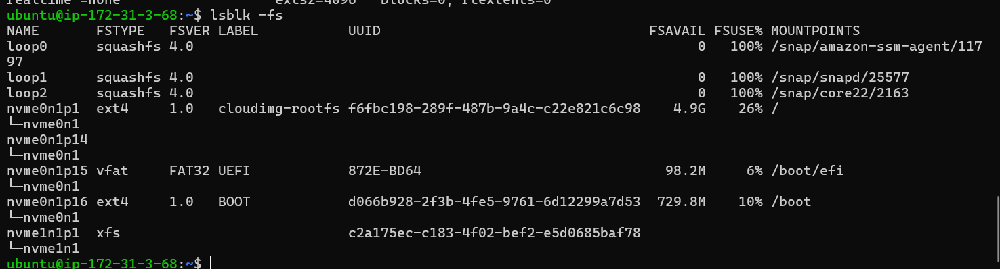 realtime =none                   extsz=4096   blocks=0, rtextents=0
ubuntu@ip-172-31-3-68:~$ lsblk -fs
NAME       FSTYPE   FSVER LABEL           UUID                                 FSAVAIL FSUSE% MOUNTPOINTS
loop0      squashfs 4.0                                                              0   100% /snap/amazon-ssm-agent/117
97
loop1      squashfs 4.0                                                              0   100% /snap/snapd/25577
loop2      squashfs 4.0                                                              0   100% /snap/core22/2163
nvme0n1p1  ext4     1.0   cloudimg-rootfs f6fbc198-289f-487b-9a4c-c22e821c6c98    4.9G    26% /
└─nvme0n1
nvme0n1p14
└─nvme0n1
nvme0n1p15 vfat     FAT32 UEFI            872E-BD64                              98.2M     6% /boot/efi
└─nvme0n1
nvme0n1p16 ext4     1.0   BOOT            d066b928-2f3b-4fe5-9761-6d12299a7d53  729.8M    10% /boot
└─nvme0n1
nvme1n1p1  xfs                            c2a175ec-c183-4f02-bef2-e5d0685baf78
└─nvme1n1
ubuntu@ip-172-31-3-68:~$